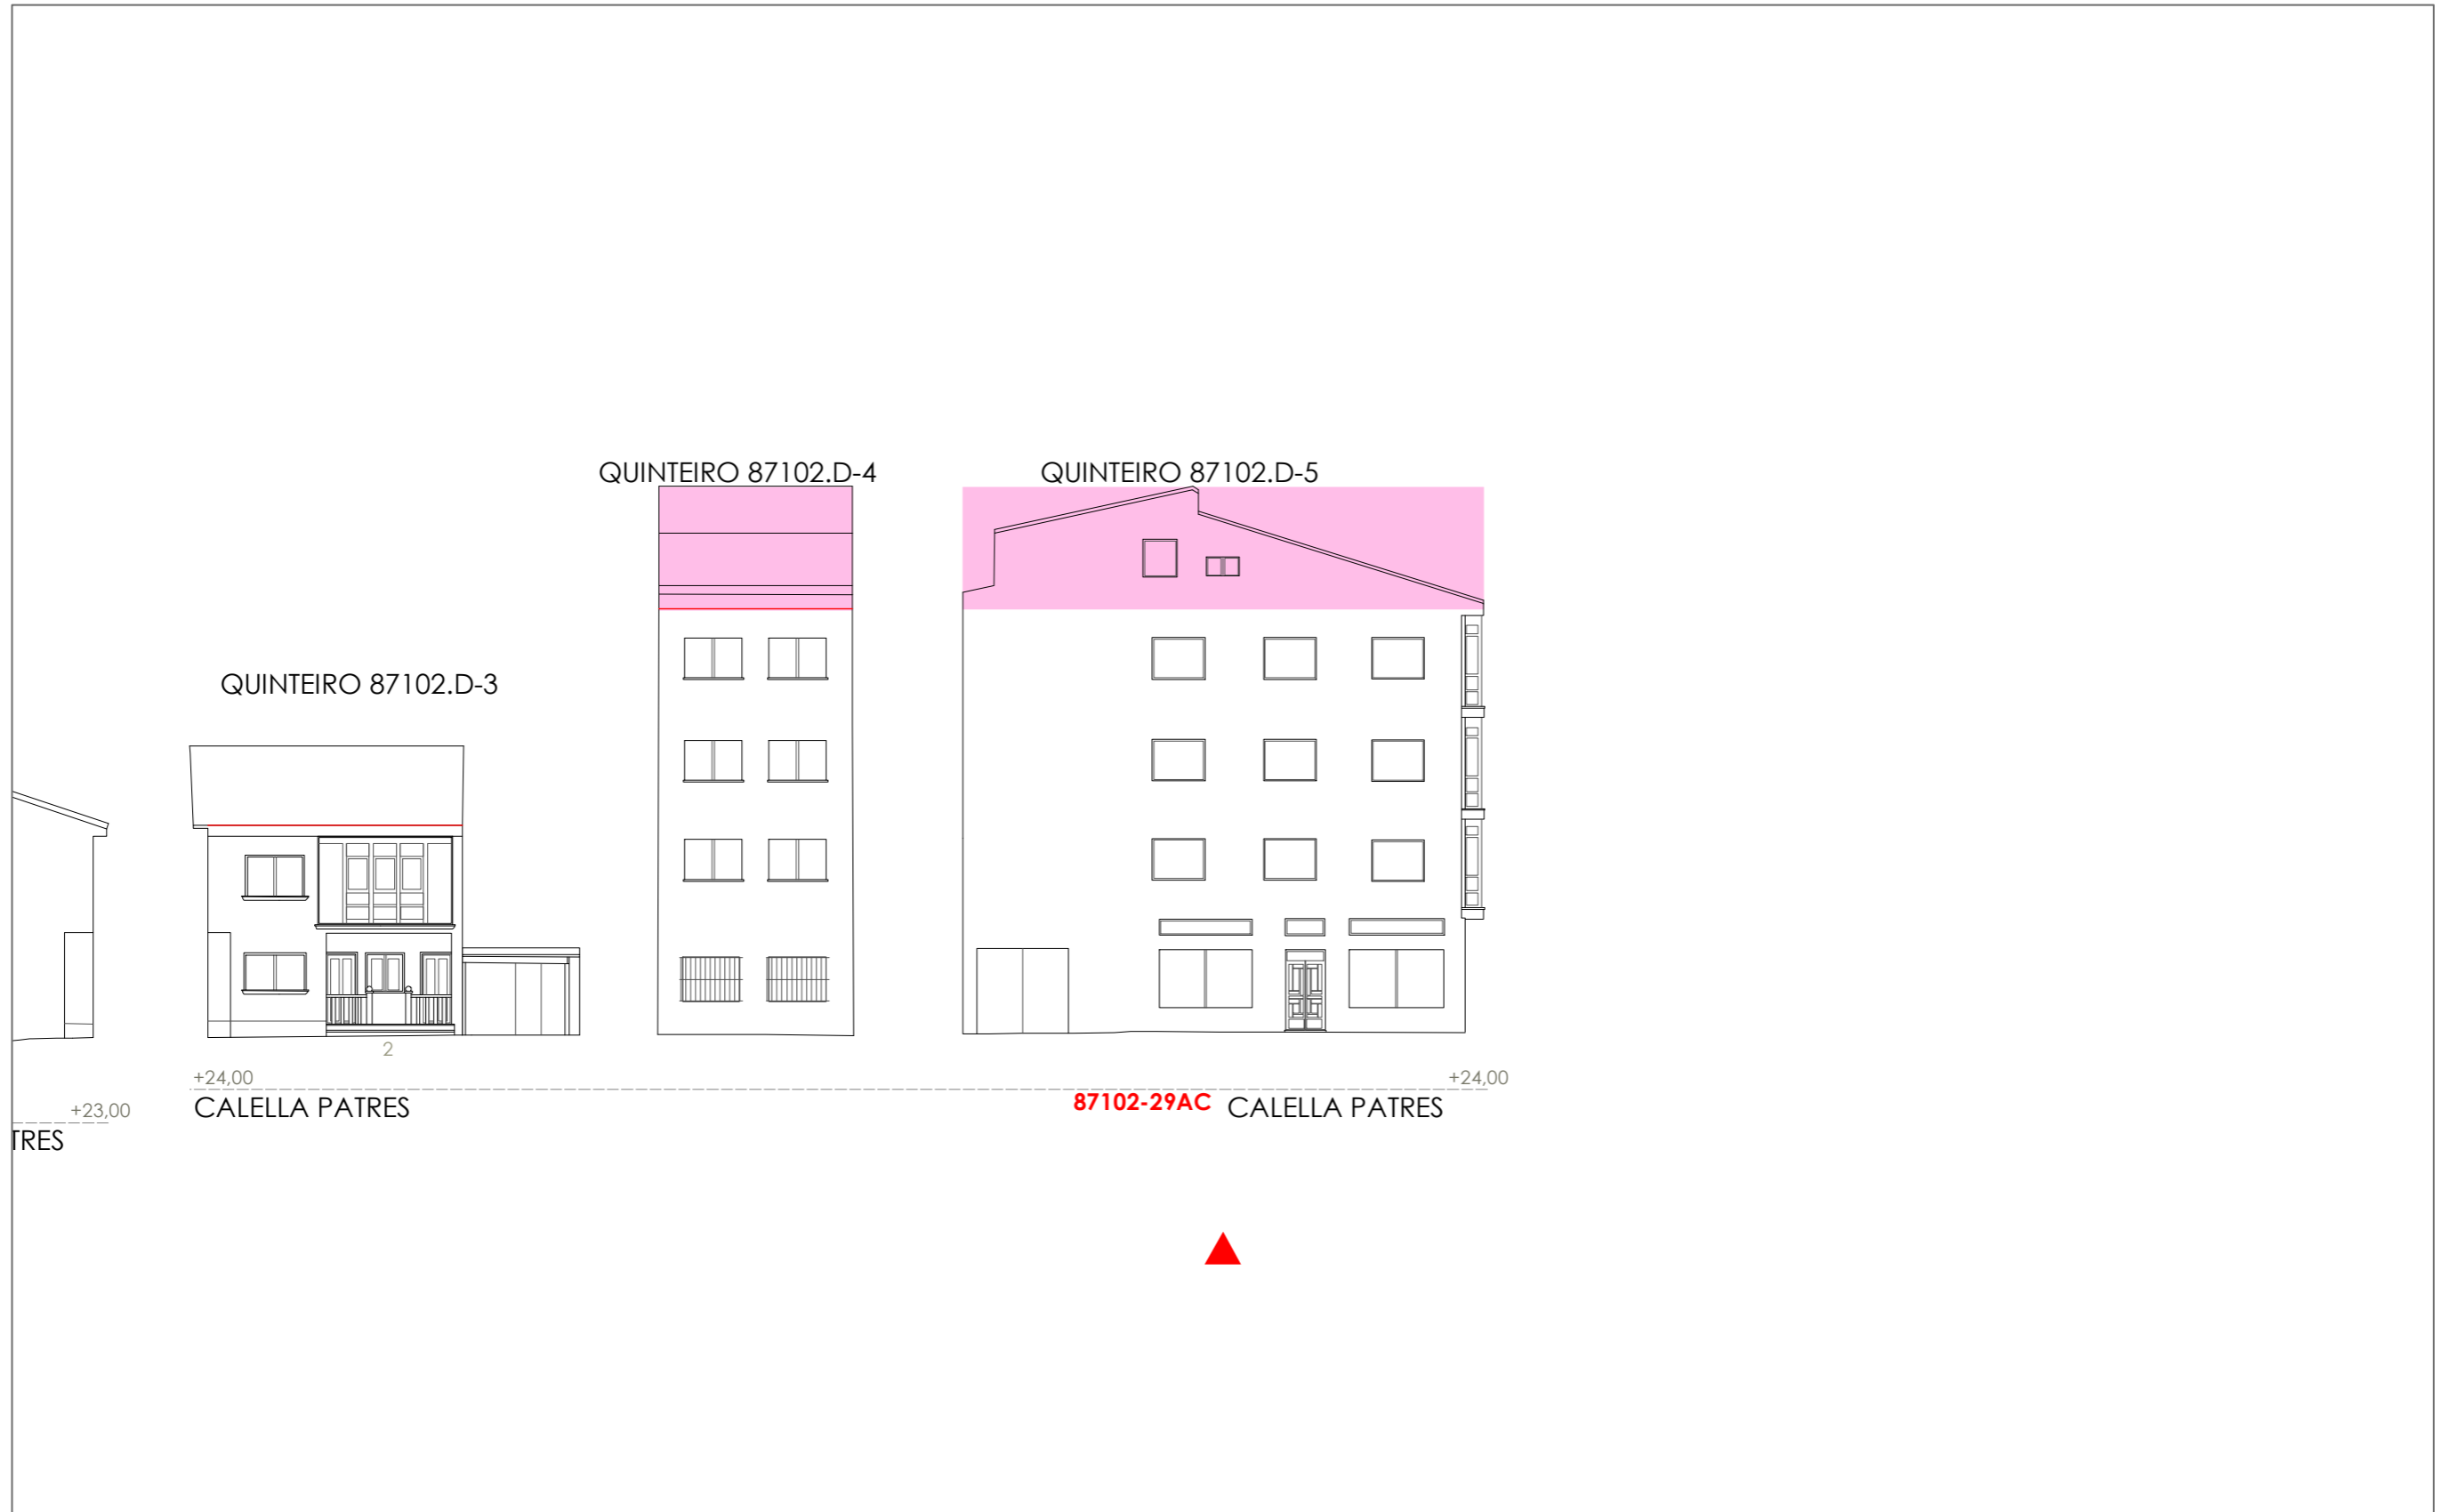 QUINTEIRO 87102.D-4
QUINTEIRO 87102.D-5
QUINTEIRO 87102.D-3
2
+24,00
+24,00
CALELLA PATRES
87102-29AC
CALELLA PATRES
+23,00
TRES